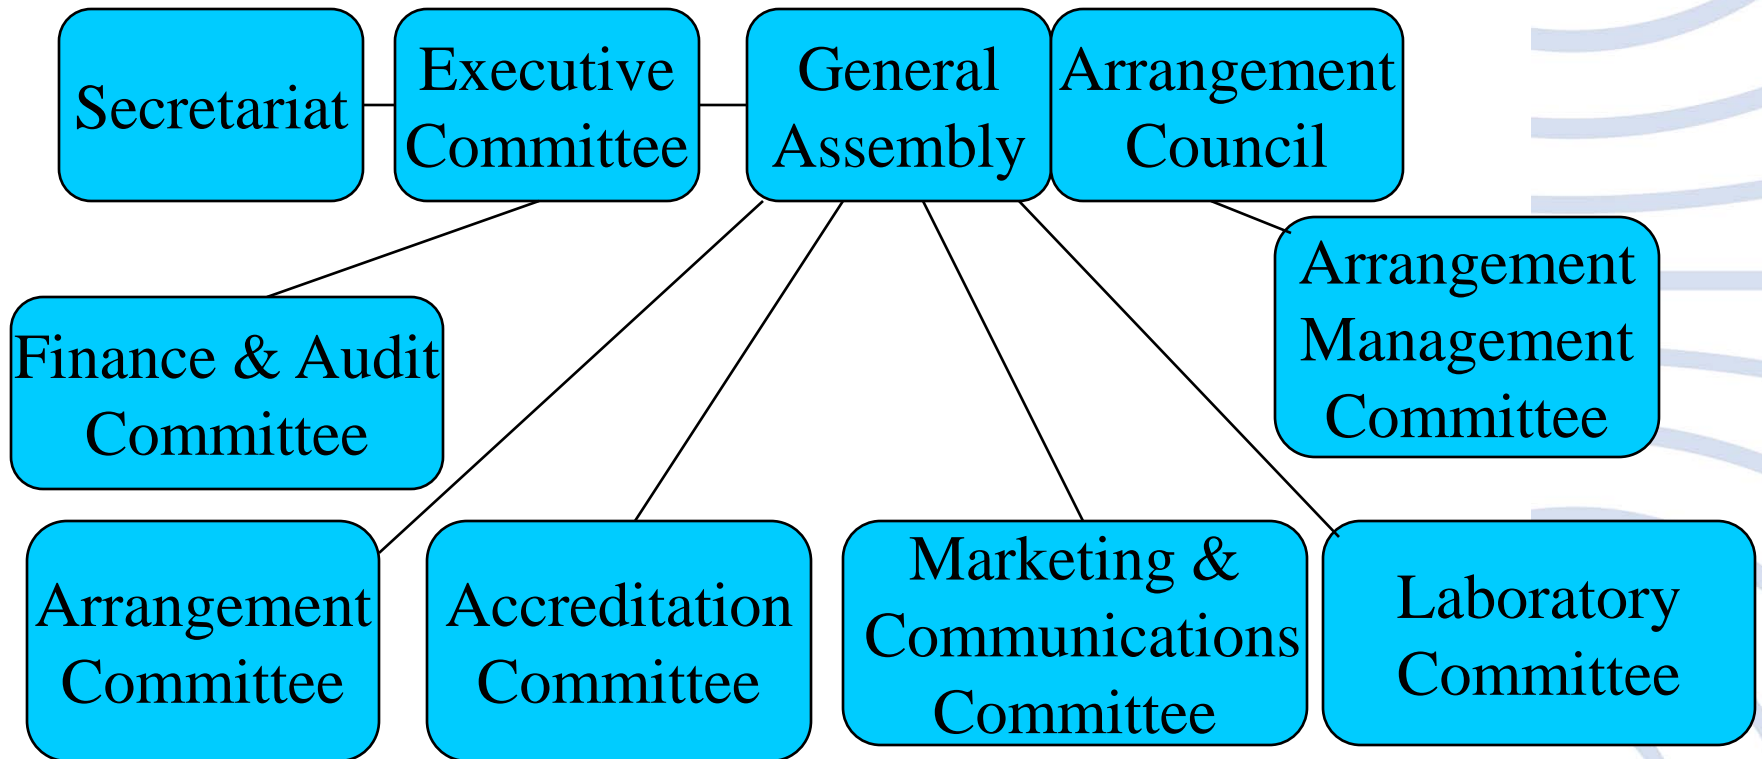 Secretariat
Executive
Committee
General
Assembly
Arrangement
Council
Arrangement
Management
Committee
Finance & Audit
Committee
Arrangement
Committee
Accreditation
Committee
Marketing &
Communications
Committee
Laboratory
Committee